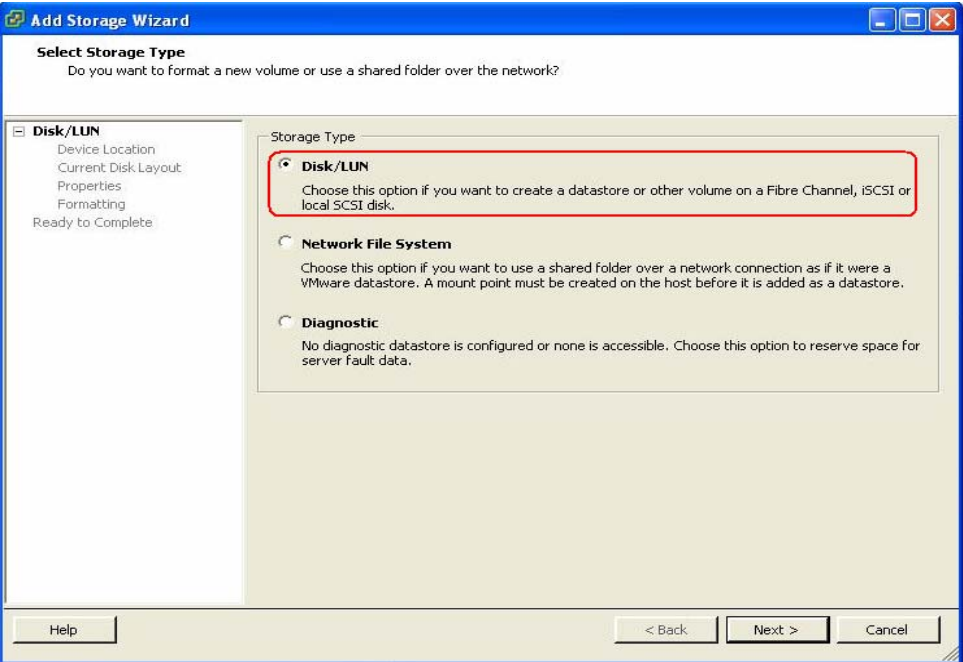 Add Storage Wizard
Select Storage Type
Do you want to format a new volume or use a shared folder over the network?
Disk/LUN
Device Location
Current Disk Layout
Properties
Formatting
Ready to Complete
Storage Type
Disk/LUN
Choose this option if you want to create a datastore or other volume on a Fibre Channel, iSCSI or
local SCSI disk.
Network File System
Choose this option if you want to use a shared folder over a network connection as if it were a
VMware datastore. A mount point must be created on the host before it is added as a datastore.
Diagnostic
No diagnostic datastore is configured or none is accessible. Choose this option to reserve space for
server fault data.
Help
< Back
Next >
Cancel